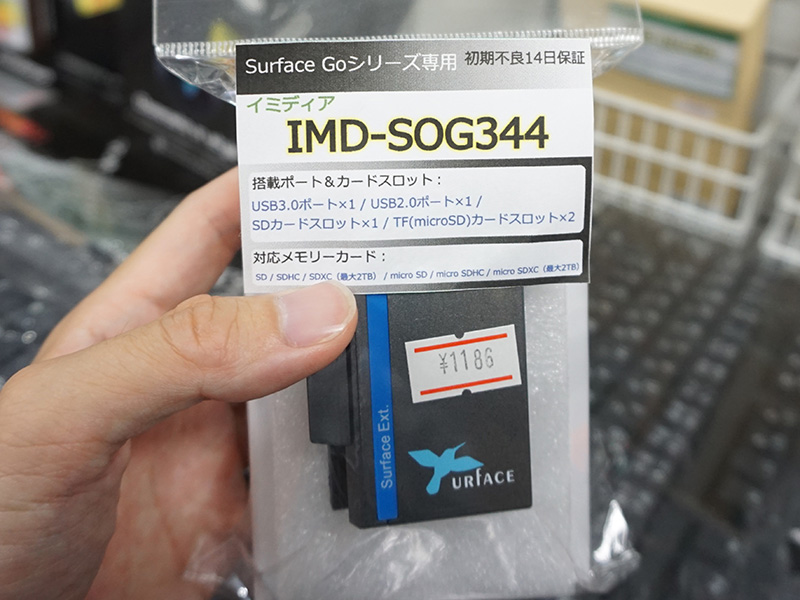 Surface Goシリーズ専用 初期不良14日保証
イミディア
IMD-SOG344
搭載ポート＆カードスロット：
USB3.0ポート×1 / USB2.0ポート×1 /
SDカードスロット×1 / TF(microSD)カードスロット×2
対応メモリーカード：
SD / SDHC / SDXC（最大2TB） / micro SD / micro SDHC / micro SDXC（最大2TB）
¥1186
Surface Ext.
URFACE